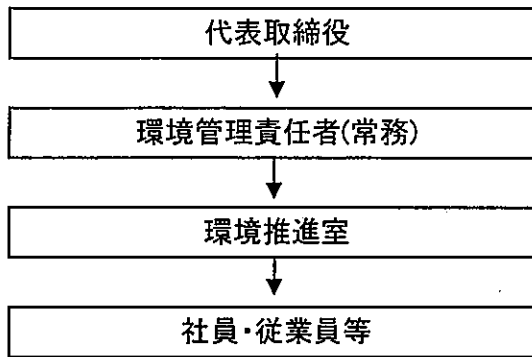 代表取締役
環境管理責任者(常務)
環境推進室
社員・従業員等